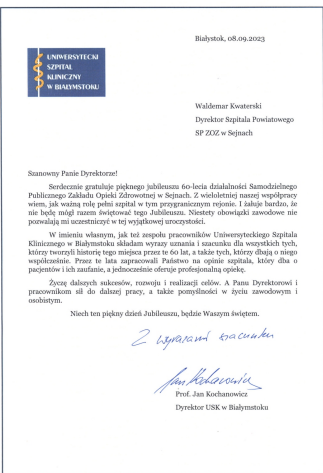 Białystok, 08.09.2023
UNIWERSYTECKI
SZPITAL
KLINICZNY
W BIAŁYMSTOKU
Waldemar Kwaterski
Dyrektor Szpitala Powiatowego
SP ZOZ w Sejnach
Szanowny Panie Dyrektorze!
Serdecznie gratuluje pięknego jubileuszu 60-lecia działalności Samodzielnego
Publicznego Zakładu Opieki Zdrowotnej w Sejnach. Z wieloletniej naszej współpracy
wiem, jak ważną rolę pełni szpital w tym przygranicznym rejonie. I żałuje bardzo, że
nie będę mógł razem świętować tego Jubileuszu. Niestety obowiązki zawodowe nie
pozwalają mi uczestniczyć w tej wyjątkowej uroczystości.
W imieniu własnym, jak też zespołu pracowników Uniwersyteckiego Szpitala
Klinicznego w Białymstoku składam wyrazy uznania i szacunku dla wszystkich tych,
którzy tworzyli historię tego miejsca przez te 60 lat, a także tych, którzy dbają o niego
współcześnie. Przez te lata zapracowali Państwo na opinie szpitala, który dba o
pacjentów i ich zaufanie, a jednocześnie oferuje profesjonalną opiekę.
Życzę dalszych sukcesów, rozwoju i realizacji celów. A Panu Dyrektorowi i
pracownikom sił do dalszej pracy, a także pomyślności w życiu zawodowym i
osobistym.
Niech ten piękny dzień Jubileuszu, będzie Waszym świętem.
Z wyrazami szacunku
Jan Kochanowicz
Prof. Jan Kochanowicz
Dyrektor USK w Białymstoku